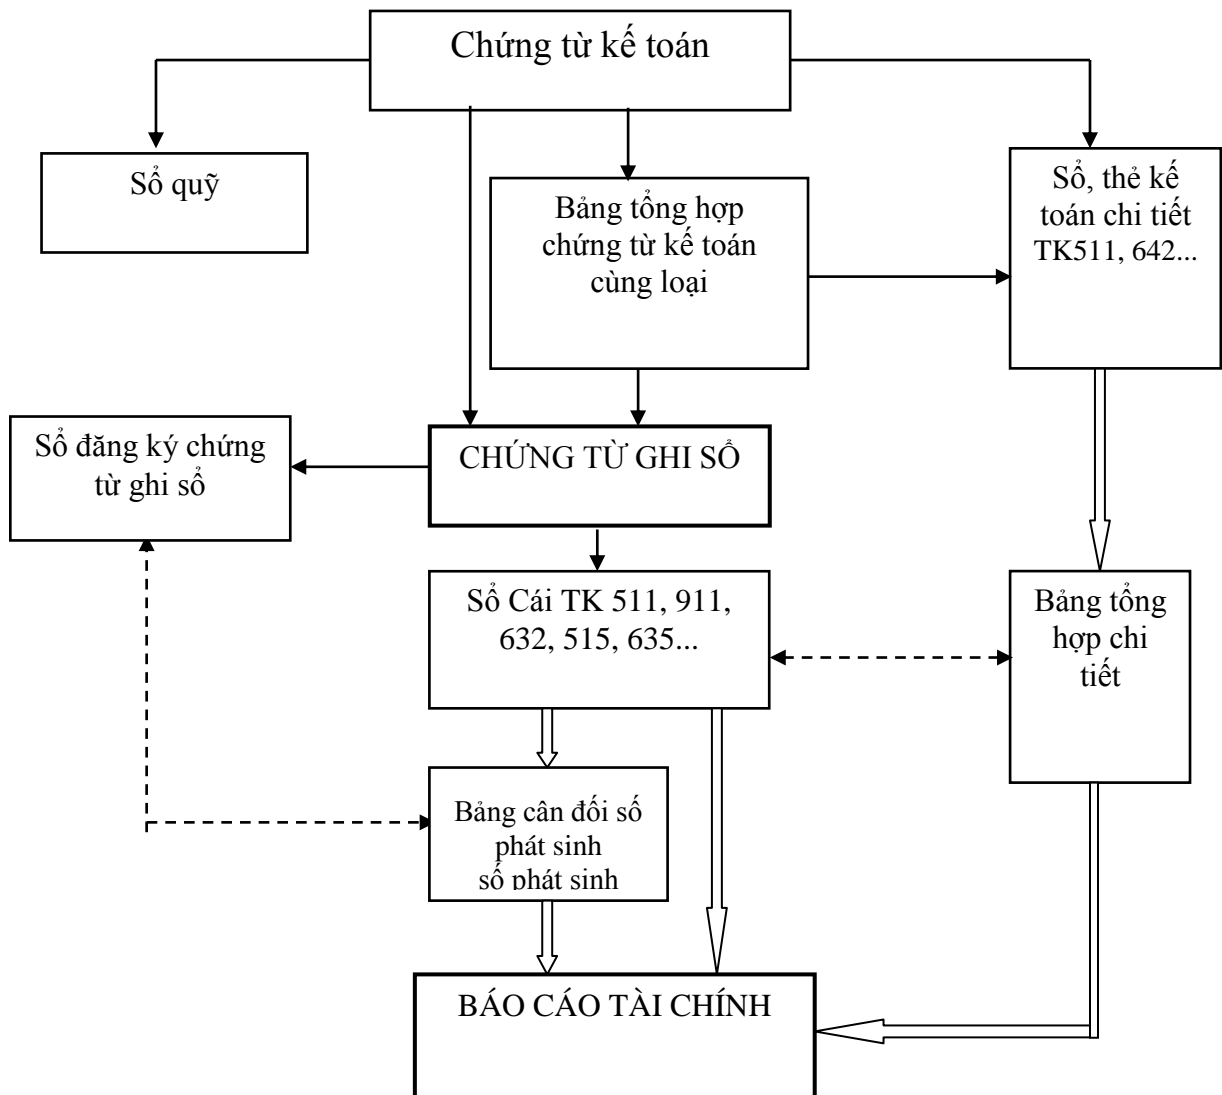 Chứng từ kế toán
Sổ quỹ
Bảng tổng hợp
chứng từ kế toán
cùng loại
Sổ, thẻ kế
toán chi tiết
TK511, 642...
Sổ đăng ký chứng
từ ghi sổ
CHỨNG TỪ GHI SỔ
Sổ Cái TK 511, 911,
632, 515, 635...
Bảng tổng
hợp chi
tiết
Bảng cân đối số
phát sinh
số phát sinh
BÁO CÁO TÀI CHÍNH